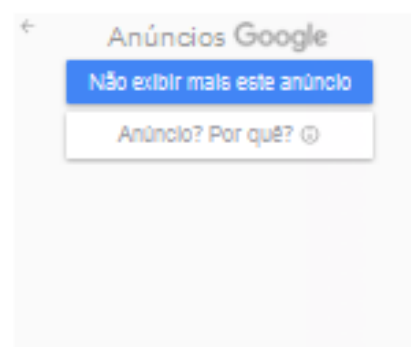 Anúncios Google
Não exibir mais este anúncio
Anúncio? Por quê?